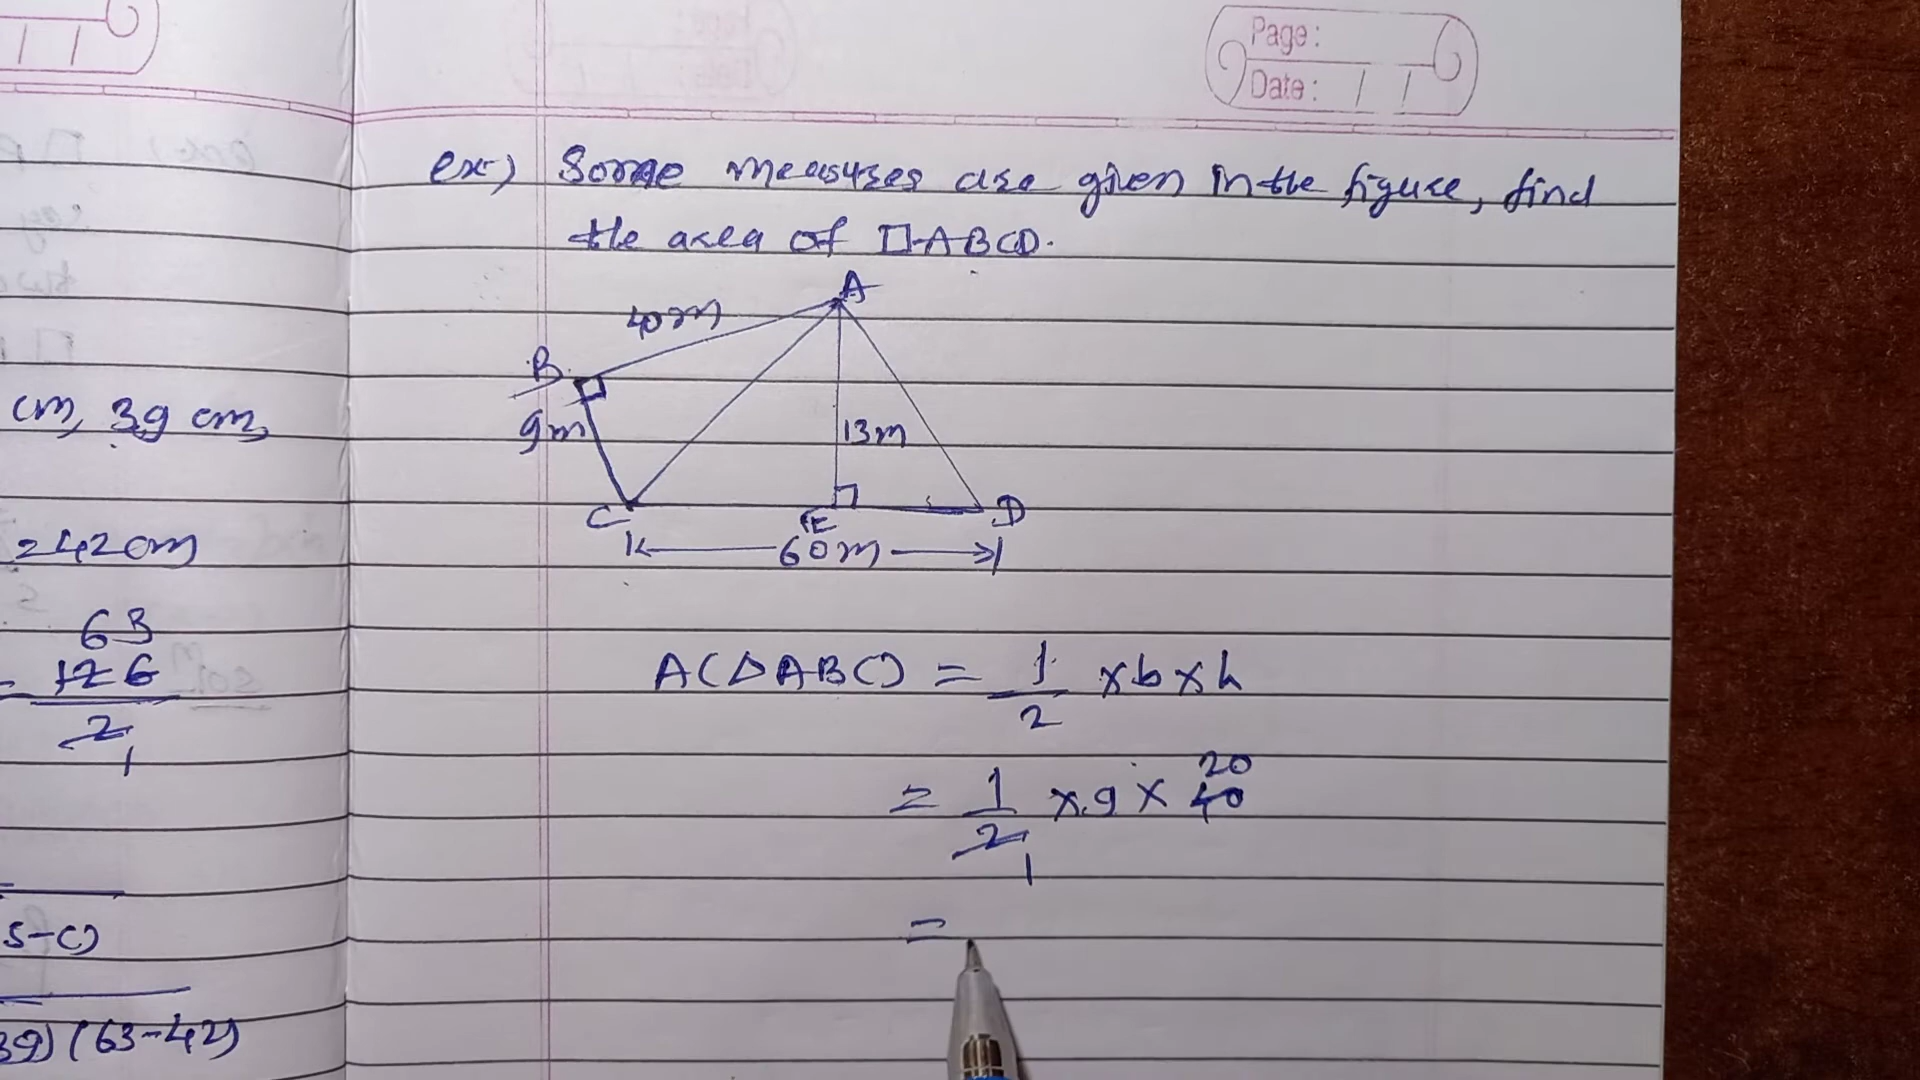 Page:
Date: / /
ex-) Some measures are given in the figure, find
the area of □ABCD.
A
40m
B
9m
13m
C
E
D
60m
A(△ABC) = 1/2 × b × h
= 1/2 × 9 × 40
20
1
=
cm, 39 cm,
= 42 cm
63
= 126/2
1
s-c)
39) (63-42)